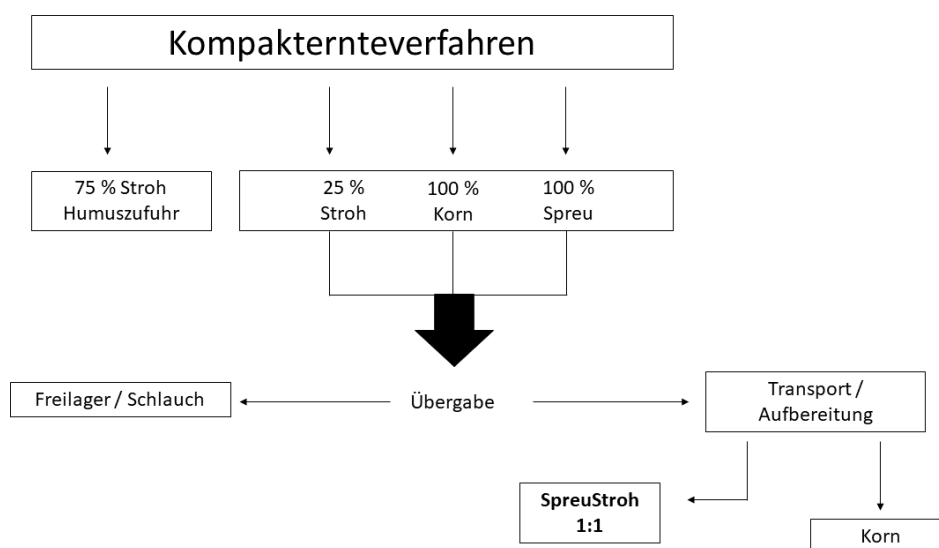 Kompakternteverfahren
75 % Stroh
Humuszufuhr
25 %
Stroh
100 %
Korn
100 %
Spreu
Freilager / Schlauch
Übergabe
Transport /
Aufbereitung
SpreuStroh
1:1
Korn